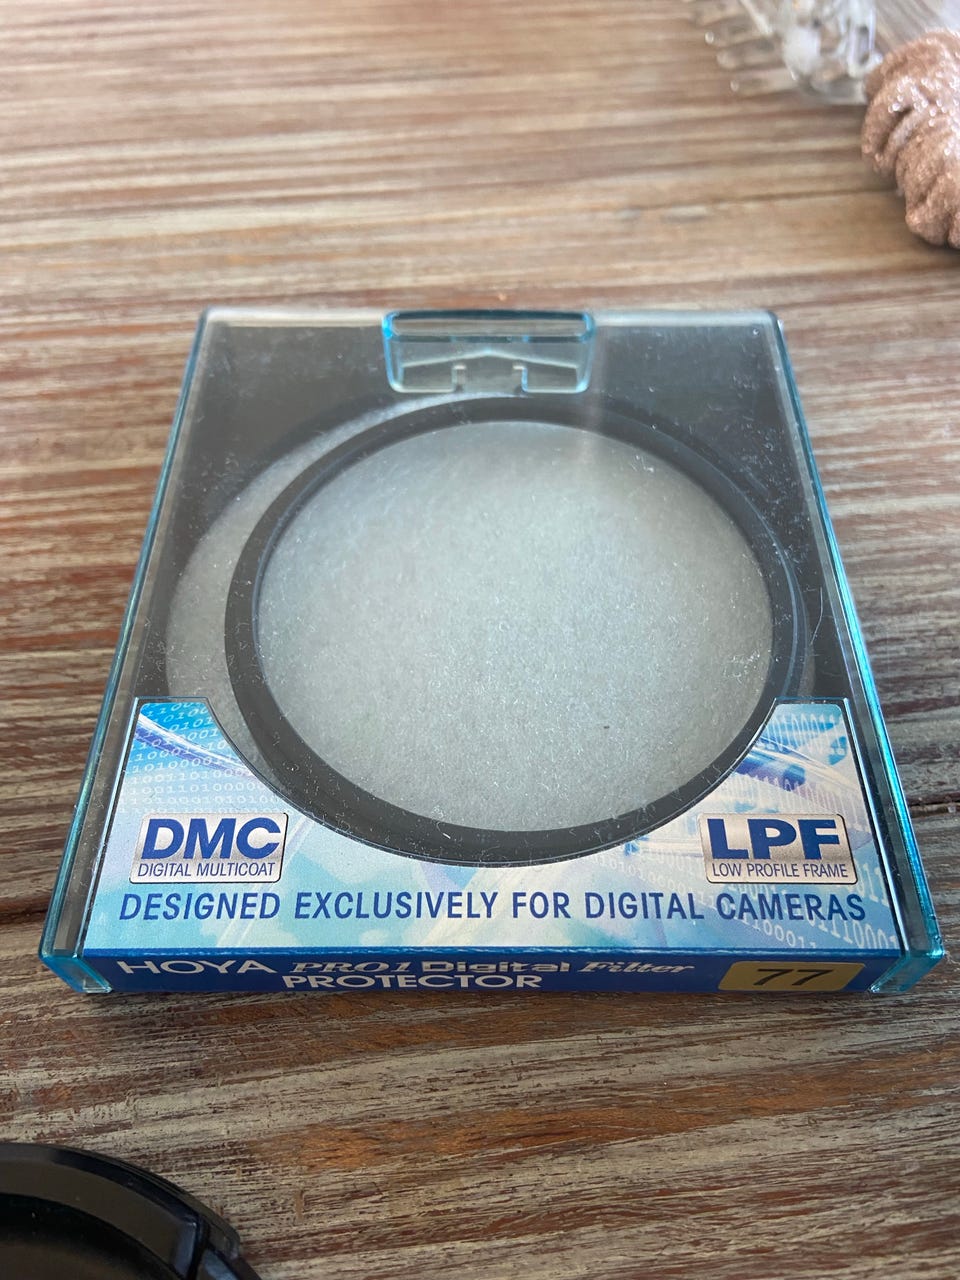 DMC
DIGITAL MULTICOAT
LPF
LOW PROFILE FRAME
DESIGNED EXCLUSIVELY FOR DIGITAL CAMERAS
HOYA PRO1 Digital Filter
PROTECTOR
77